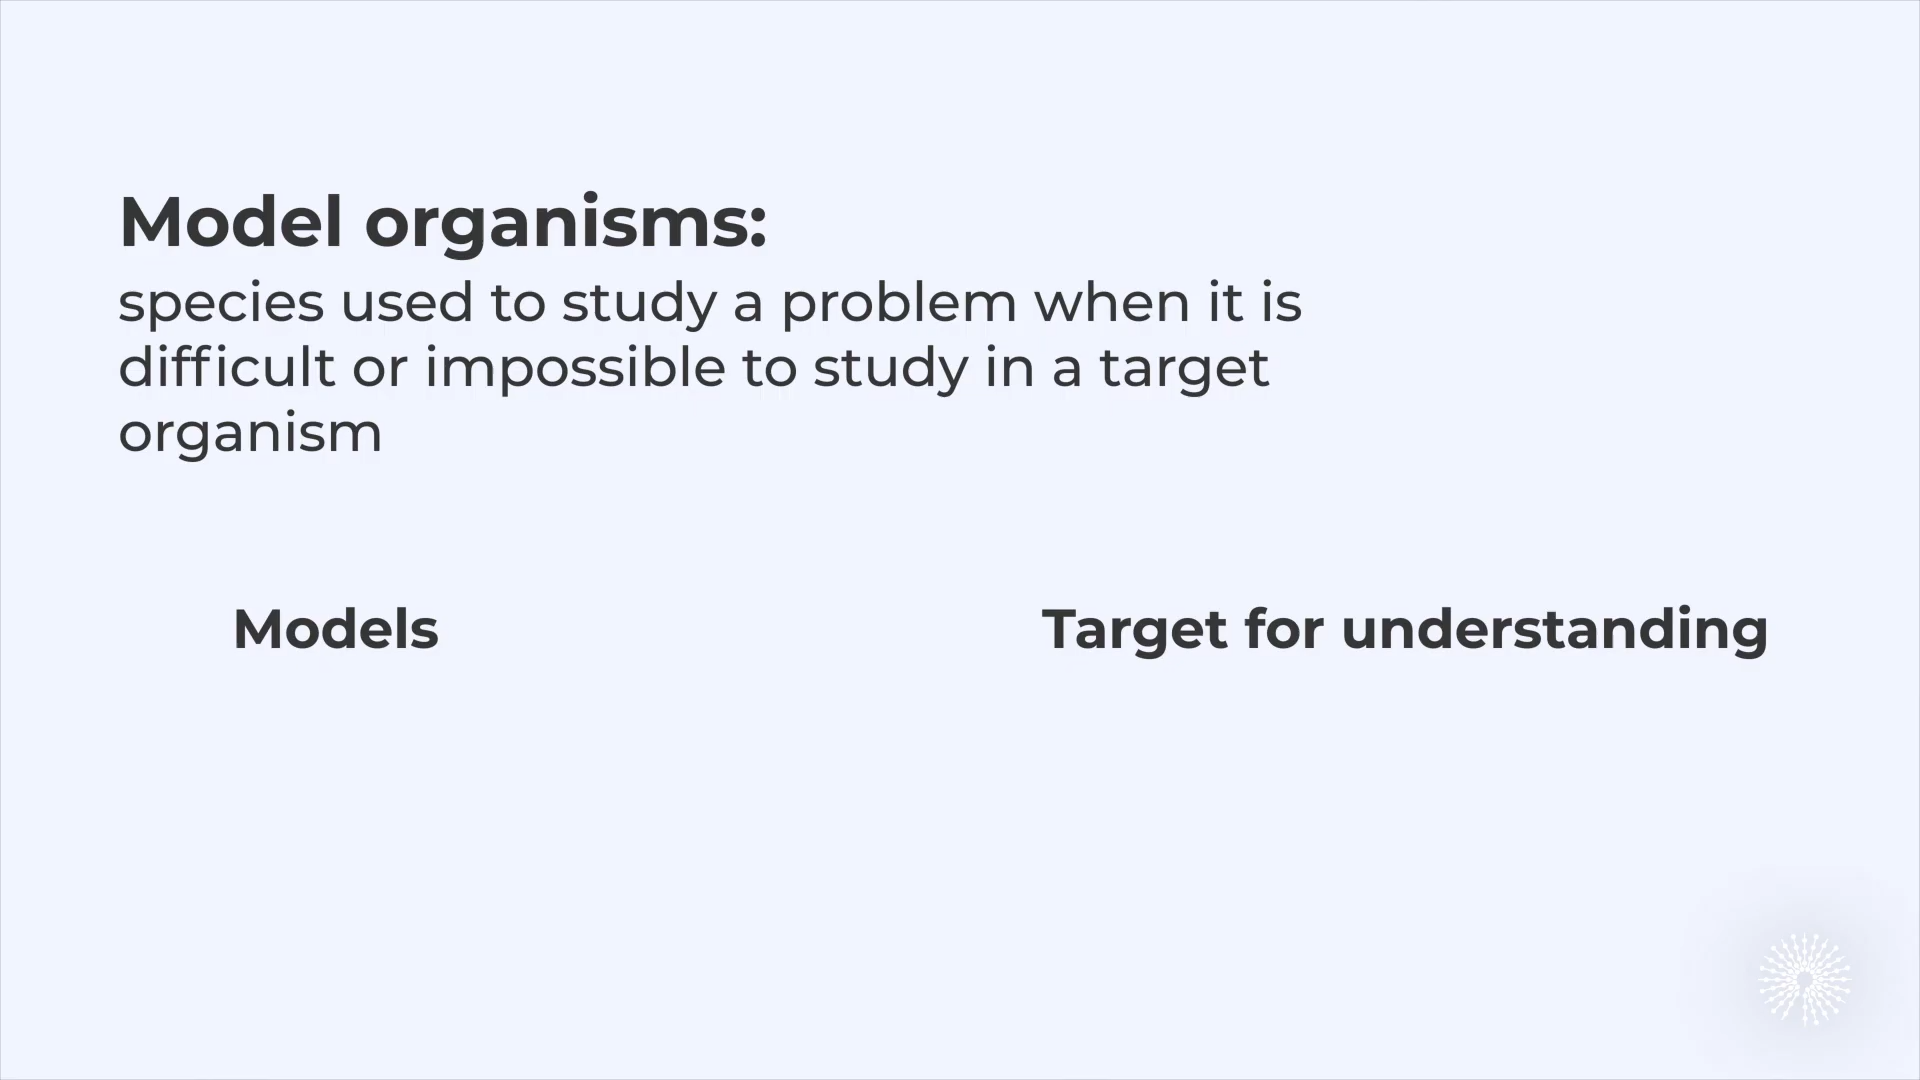 Model organisms:
species used to study a problem when it is
difficult or impossible to study in a target
organism
Models
Target for understanding